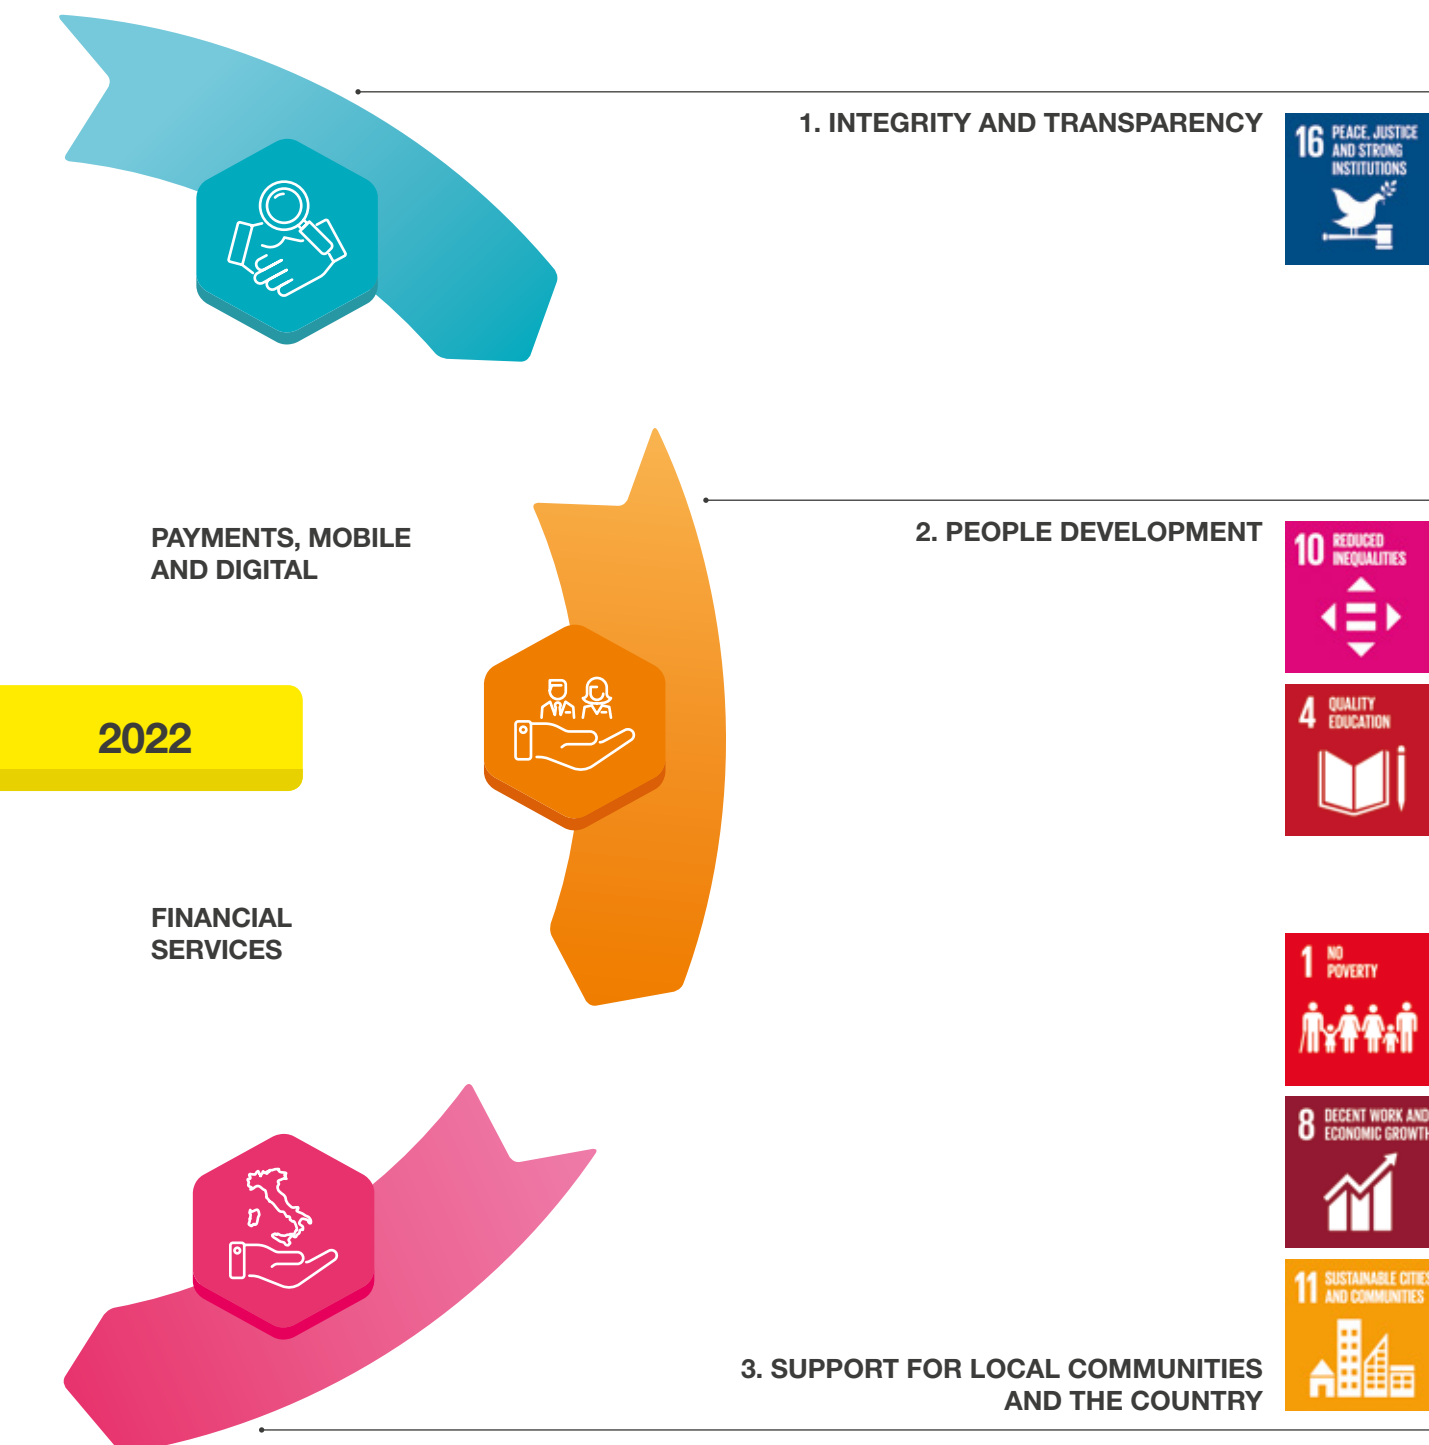 1. INTEGRITY AND TRANSPARENCY
16 PEACE, JUSTICE
AND STRONG
INSTITUTIONS
PAYMENTS, MOBILE
AND DIGITAL
2. PEOPLE DEVELOPMENT
10 REDUCED
INEQUALITIES
4 QUALITY
EDUCATION
2022
FINANCIAL
SERVICES
1 NO
POVERTY
8 DECENT WORK AND
ECONOMIC GROWTH
11 SUSTAINABLE CITIES
AND COMMUNITIES
3. SUPPORT FOR LOCAL COMMUNITIES
AND THE COUNTRY